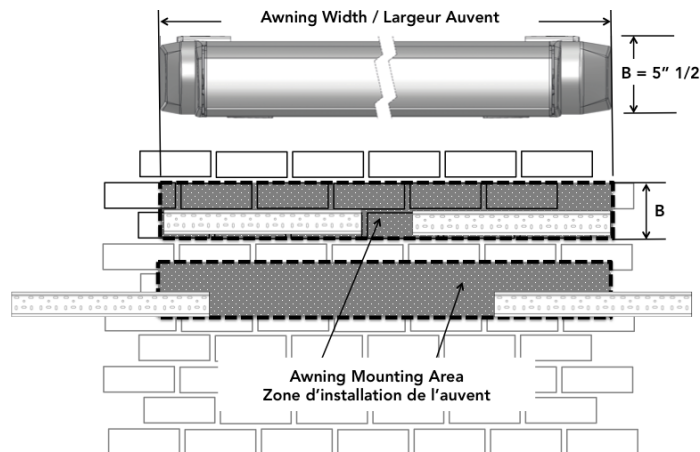 Awning Width / Largeur Auvent
B = 5” 1/2
B
Awning Mounting Area
Zone d’installation de l’auvent